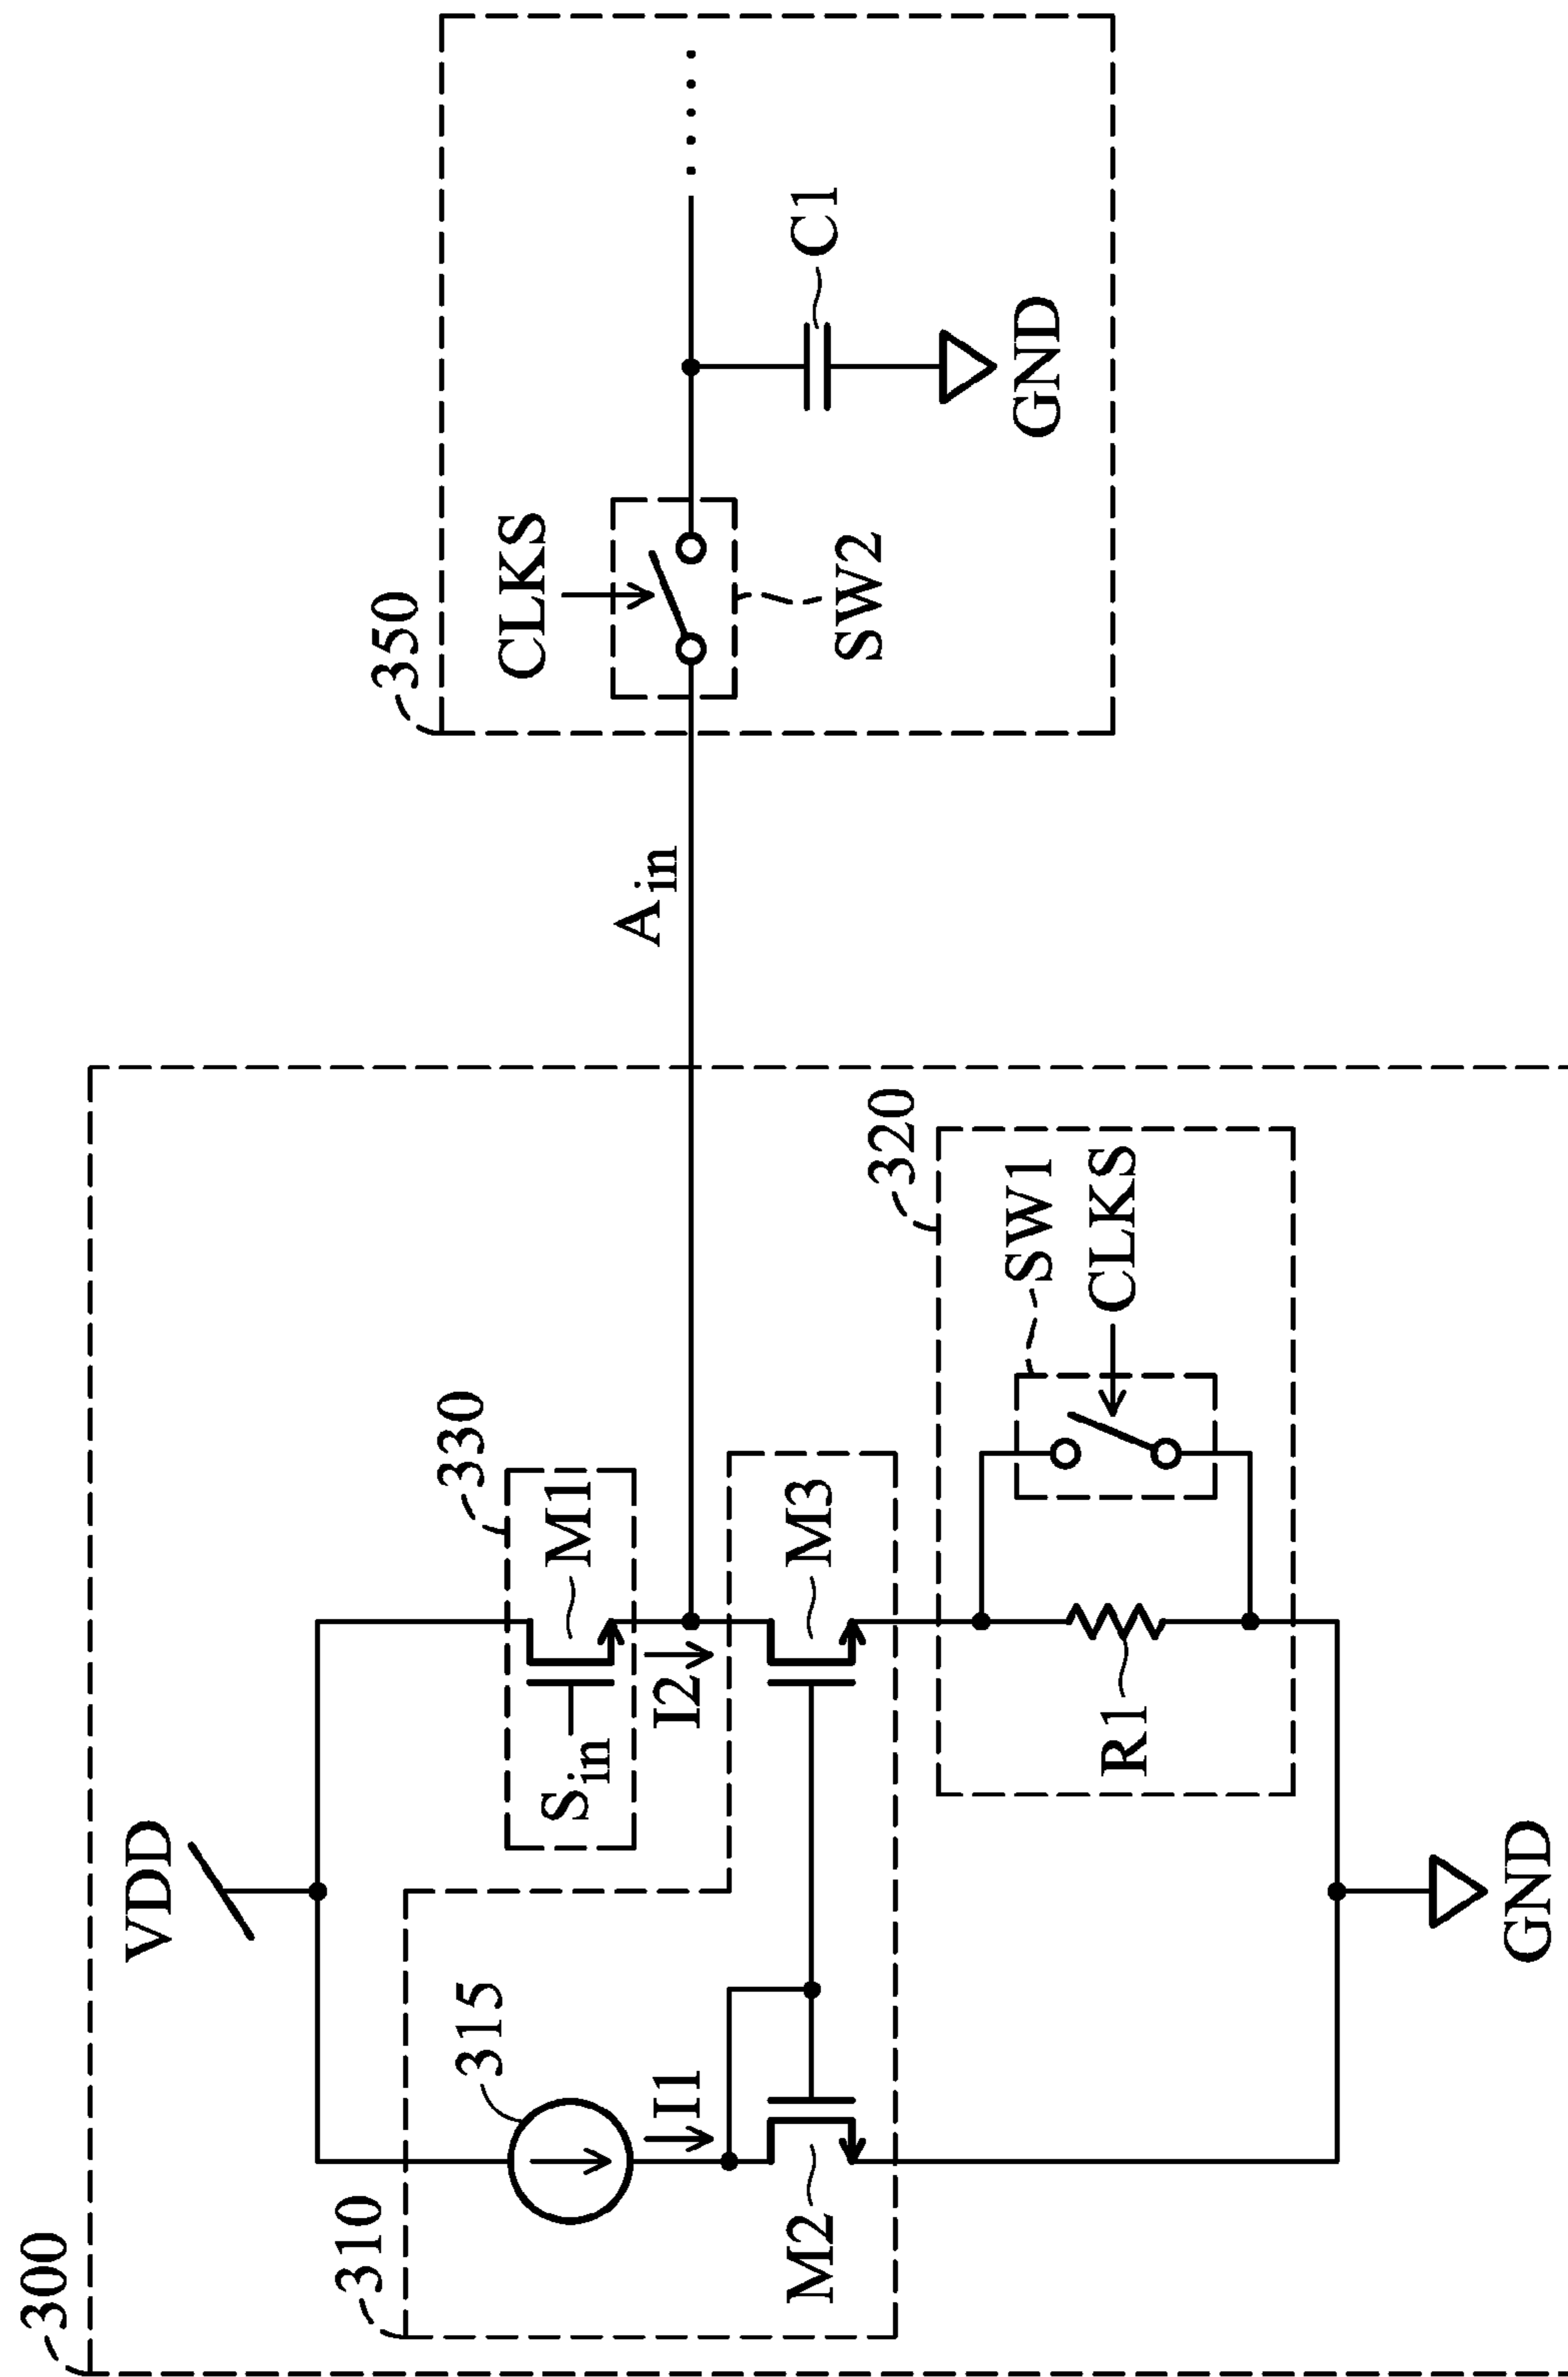 300
VDD
310
315
I1
M2
330
M1
S_in
I2
M3
320
SW1
CLKS
R1
GND
A_in
350
CLKS
SW2
C1
GND